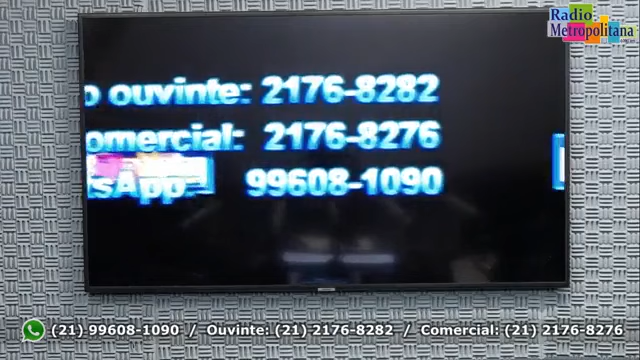 Radio
Metropolitana
o ouvinte: 2176-8282
omercial: 2176-8276
tsApp 99608-1090
(21) 99608-1090 / Ouvinte: (21) 2176-8282 / Comercial: (21) 2176-8276